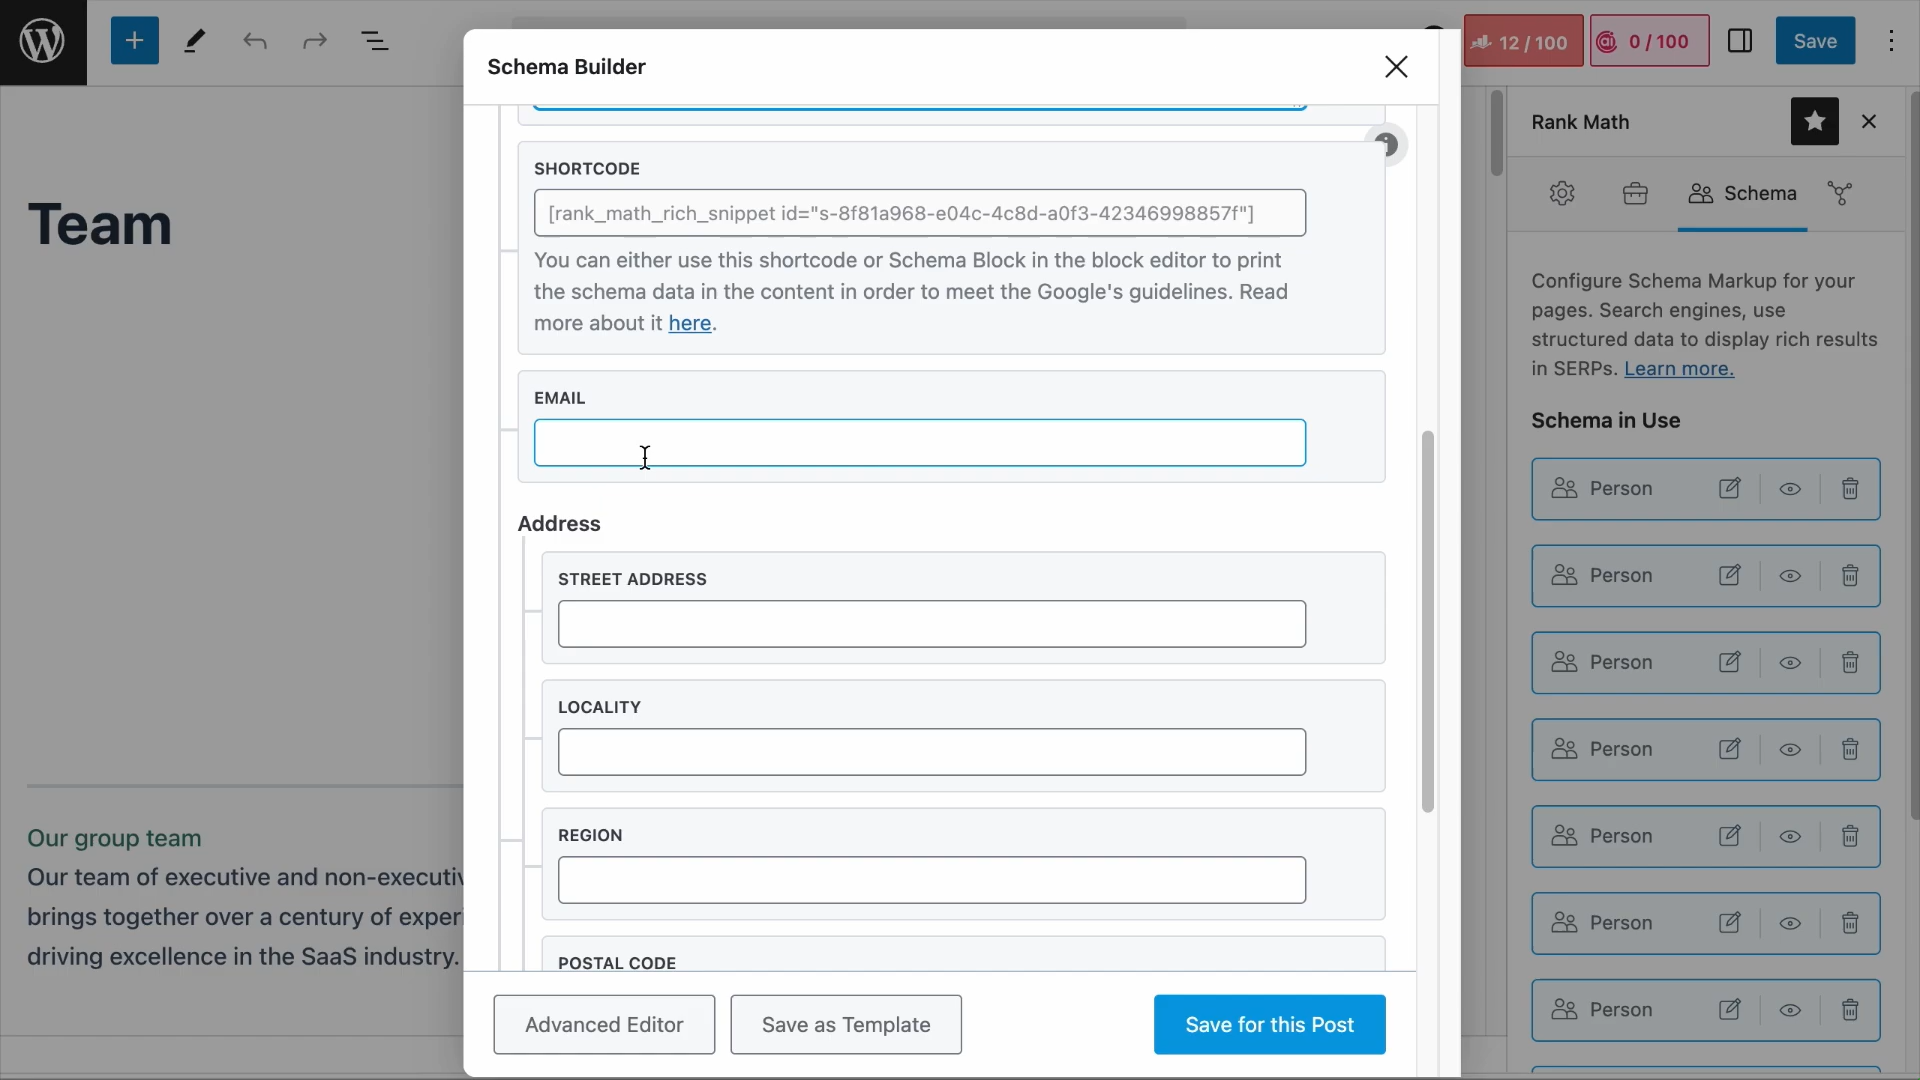 12 / 100
0 / 100
Save
Schema Builder
Rank Math
Schema
Team
SHORTCODE
[rank_math_rich_snippet id="s-8f81a968-e04c-4c8d-a0f3-42346998857f"]
You can either use this shortcode or Schema Block in the block editor to print
the schema data in the content in order to meet the Google's guidelines. Read
more about it here.
Configure Schema Markup for your
pages. Search engines, use
structured data to display rich results
in SERPs. Learn more.
EMAIL
Schema in Use
Person
Person
Person
Person
Person
Person
Person
Address
STREET ADDRESS
LOCALITY
REGION
POSTAL CODE
Our group team
Our team of executive and non-executiv
brings together over a century of experi
driving excellence in the SaaS industry.
Advanced Editor
Save as Template
Save for this Post